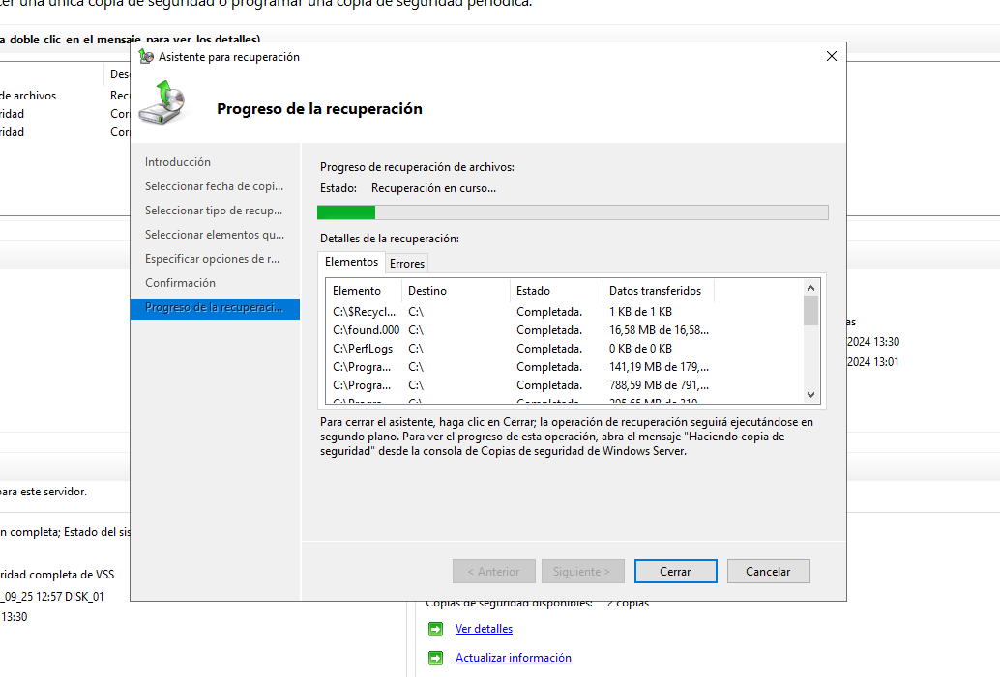 cer una única copia de seguridad o programar una copia de seguridad periódica.
a doble clic en el mensaje para ver los detalles)
Asistente para recuperación
Progreso de la recuperación
Des
de archivos
Rec
ridad
Cor
ridad
Cor
Introducción
Seleccionar fecha de copi...
Seleccionar tipo de recup...
Seleccionar elementos qu...
Especificar opciones de r...
Confirmación
Progreso de la recuperaci...
Progreso de recuperación de archivos:
Estado: Recuperación en curso...
Detalles de la recuperación:
Elementos Errores
Elemento Destino Estado Datos transferidos
C:\$Recycl... C:\ Completada. 1 KB de 1 KB
C:\found.000 C:\ Completada. 16,58 MB de 16,58...
C:\PerfLogs C:\ Completada. 0 KB de 0 KB
C:\Progra... C:\ Completada. 141,19 MB de 179,...
C:\Progra... C:\ Completada. 788,59 MB de 791,...
C:\Progra... C:\ Completada.
Para cerrar el asistente, haga clic en Cerrar; la operación de recuperación seguirá ejecutándose en
segundo plano. Para ver el progreso de esta operación, abra el mensaje "Haciendo copia de
seguridad" desde la consola de Copias de seguridad de Windows Server.
< Anterior Siguiente > Cerrar Cancelar
as
2024 13:30
2024 13:01
para este servidor.
n completa; Estado del sis
ridad completa de VSS
_09_25 12:57 DISK_01
13:30
Copias de seguridad disponibles: 2 copias
Ver detalles
Actualizar información